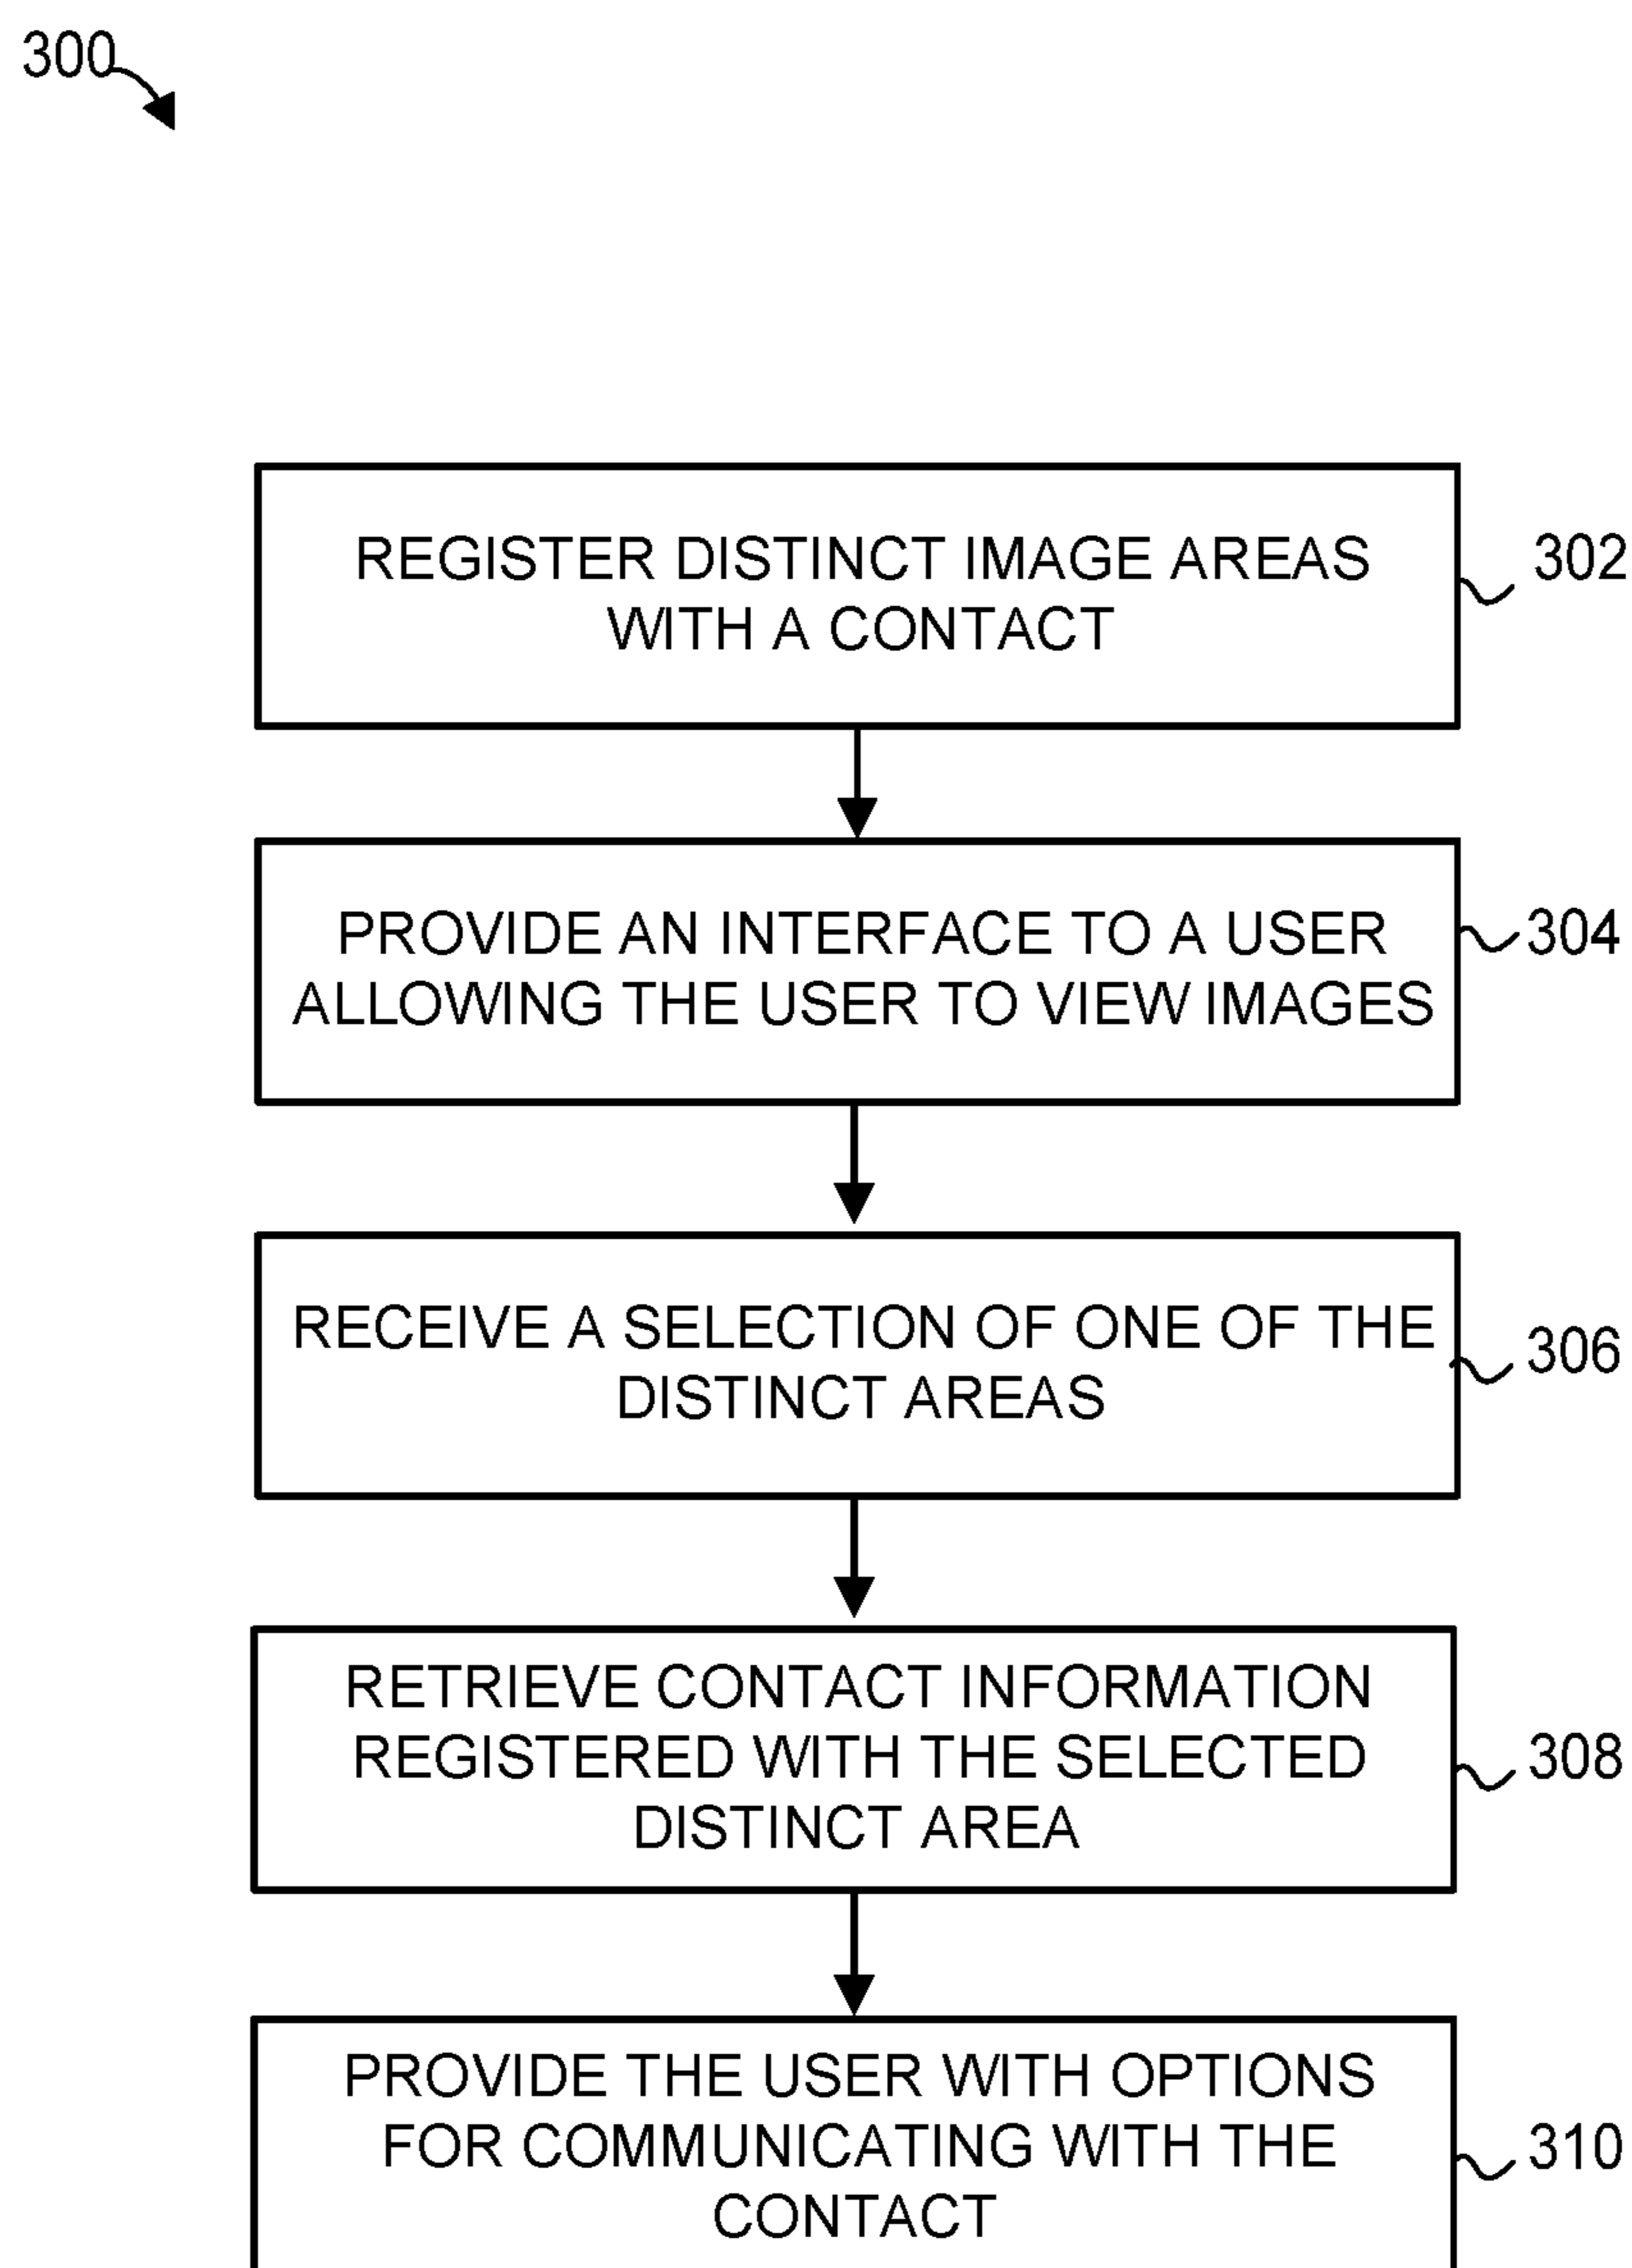 300
REGISTER DISTINCT IMAGE AREAS
WITH A CONTACT
302
PROVIDE AN INTERFACE TO A USER
ALLOWING THE USER TO VIEW IMAGES
304
RECEIVE A SELECTION OF ONE OF THE
DISTINCT AREAS
306
RETRIEVE CONTACT INFORMATION
REGISTERED WITH THE SELECTED
DISTINCT AREA
308
PROVIDE THE USER WITH OPTIONS
FOR COMMUNICATING WITH THE
CONTACT
310